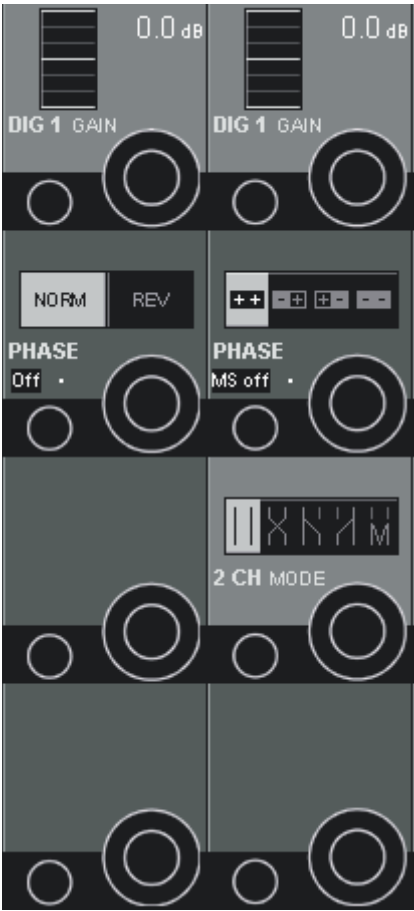 0.0 dB
DIG 1 GAIN
0.0 dB
DIG 1 GAIN
NORM REV
PHASE
Off
++ -+ +- --
PHASE
MS off
M
2 CH MODE